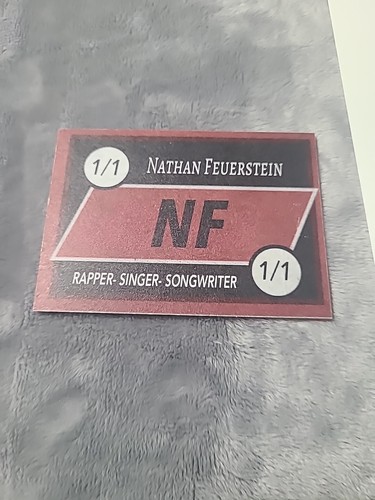 1/1 NATHAN FEUERSTEIN
NF
RAPPER- SINGER- SONGWRITER 1/1